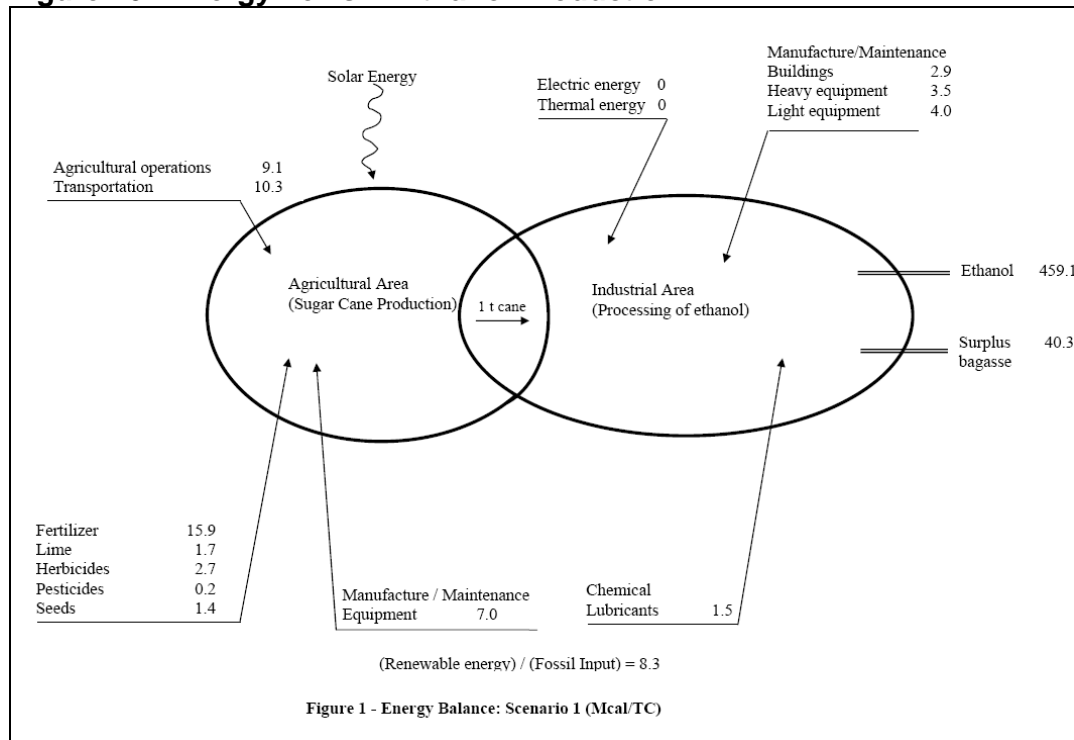 Solar Energy
Electric energy 0
Thermal energy 0
Manufacture/Maintenance
Buildings 2.9
Heavy equipment 3.5
Light equipment 4.0
Agricultural operations 9.1
Transportation 10.3
Agricultural Area
(Sugar Cane Production)
1 t cane
Industrial Area
(Processing of ethanol)
Ethanol 459.1
Surplus 40.3
bagasse
Fertilizer 15.9
Lime 1.7
Herbicides 2.7
Pesticides 0.2
Seeds 1.4
Manufacture / Maintenance
Equipment 7.0
Chemical
Lubricants 1.5
(Renewable energy) / (Fossil Input) = 8.3
Figure 1 - Energy Balance: Scenario 1 (Mcal/TC)